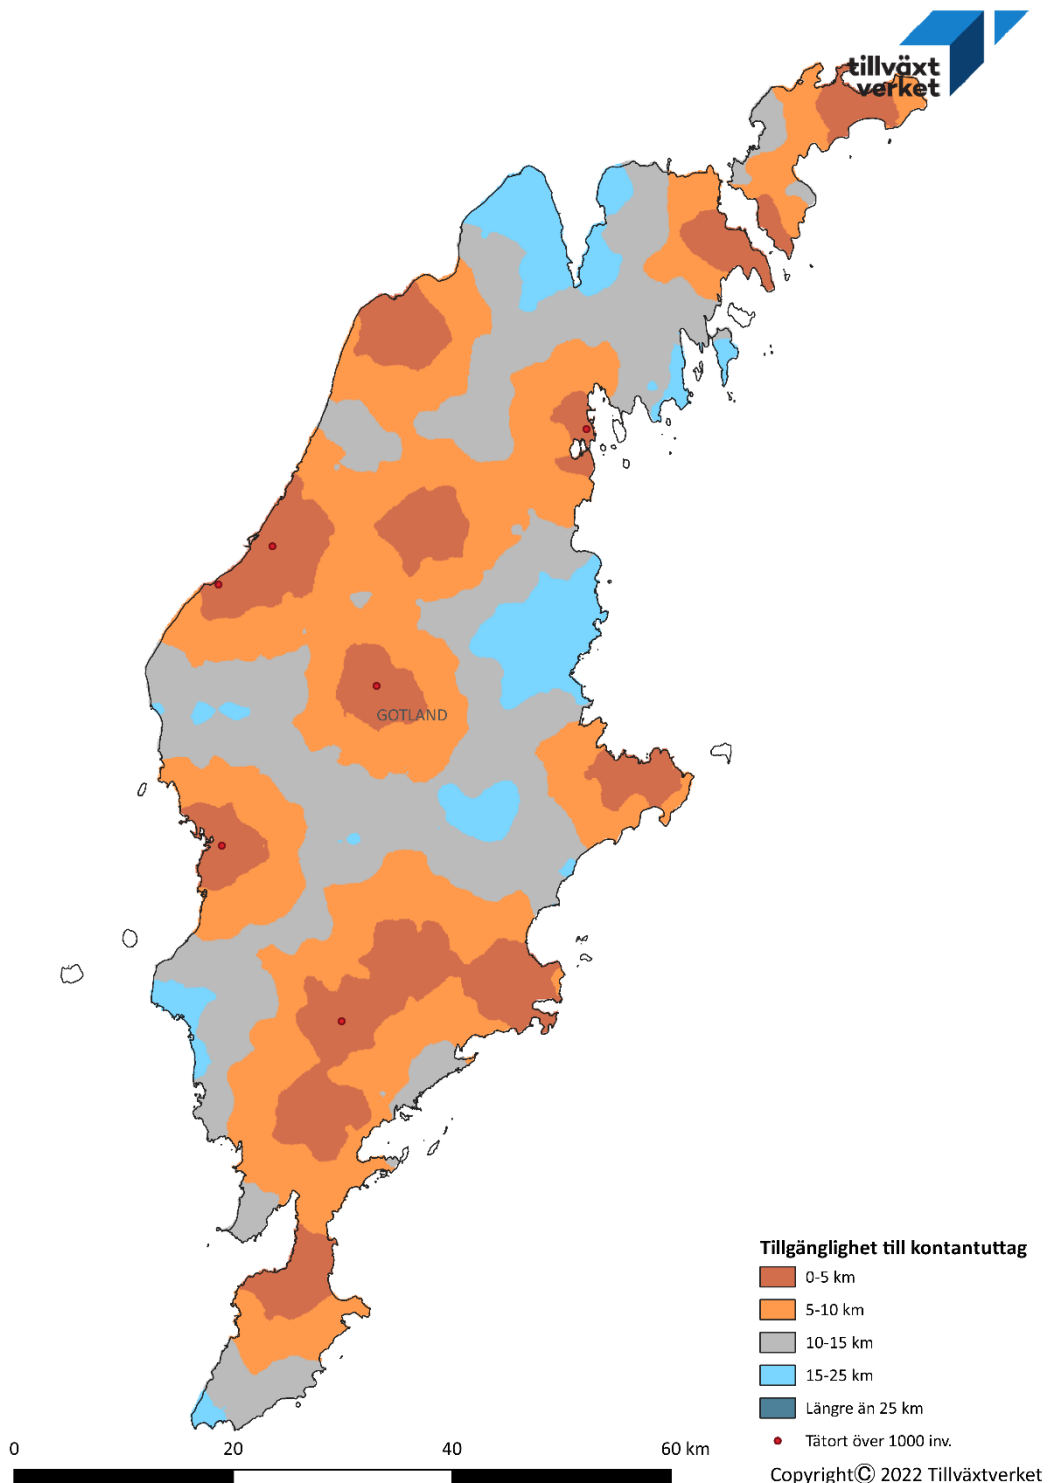 tillväxt
verket
GOTLAND
Tillgänglighet till kontantuttag
0-5 km
5-10 km
10-15 km
15-25 km
Längre än 25 km
Tätort över 1000 inv.
0 20 40 60 km
Copyright© 2022 Tillväxtverket